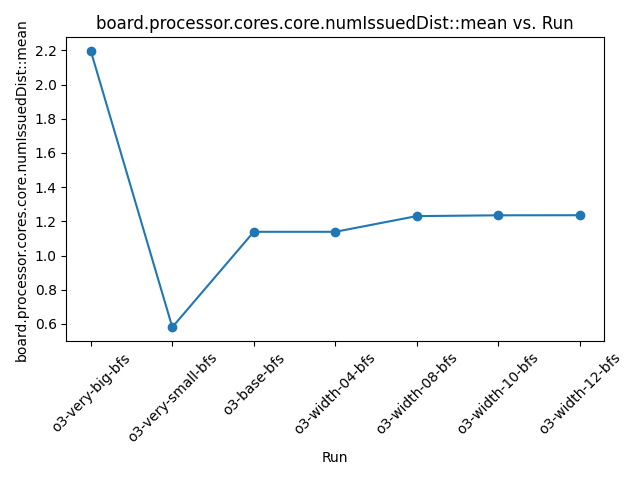 board.processor.cores.core.numIssuedDist::mean vs. Run
board.processor.cores.core.numIssuedDist::mean
2.2
2.0
1.8
1.6
1.4
1.2
1.0
0.8
0.6
o3-very-big-bfs
o3-very-small-bfs
o3-base-bfs
o3-width-04-bfs
o3-width-08-bfs
o3-width-10-bfs
o3-width-12-bfs
Run